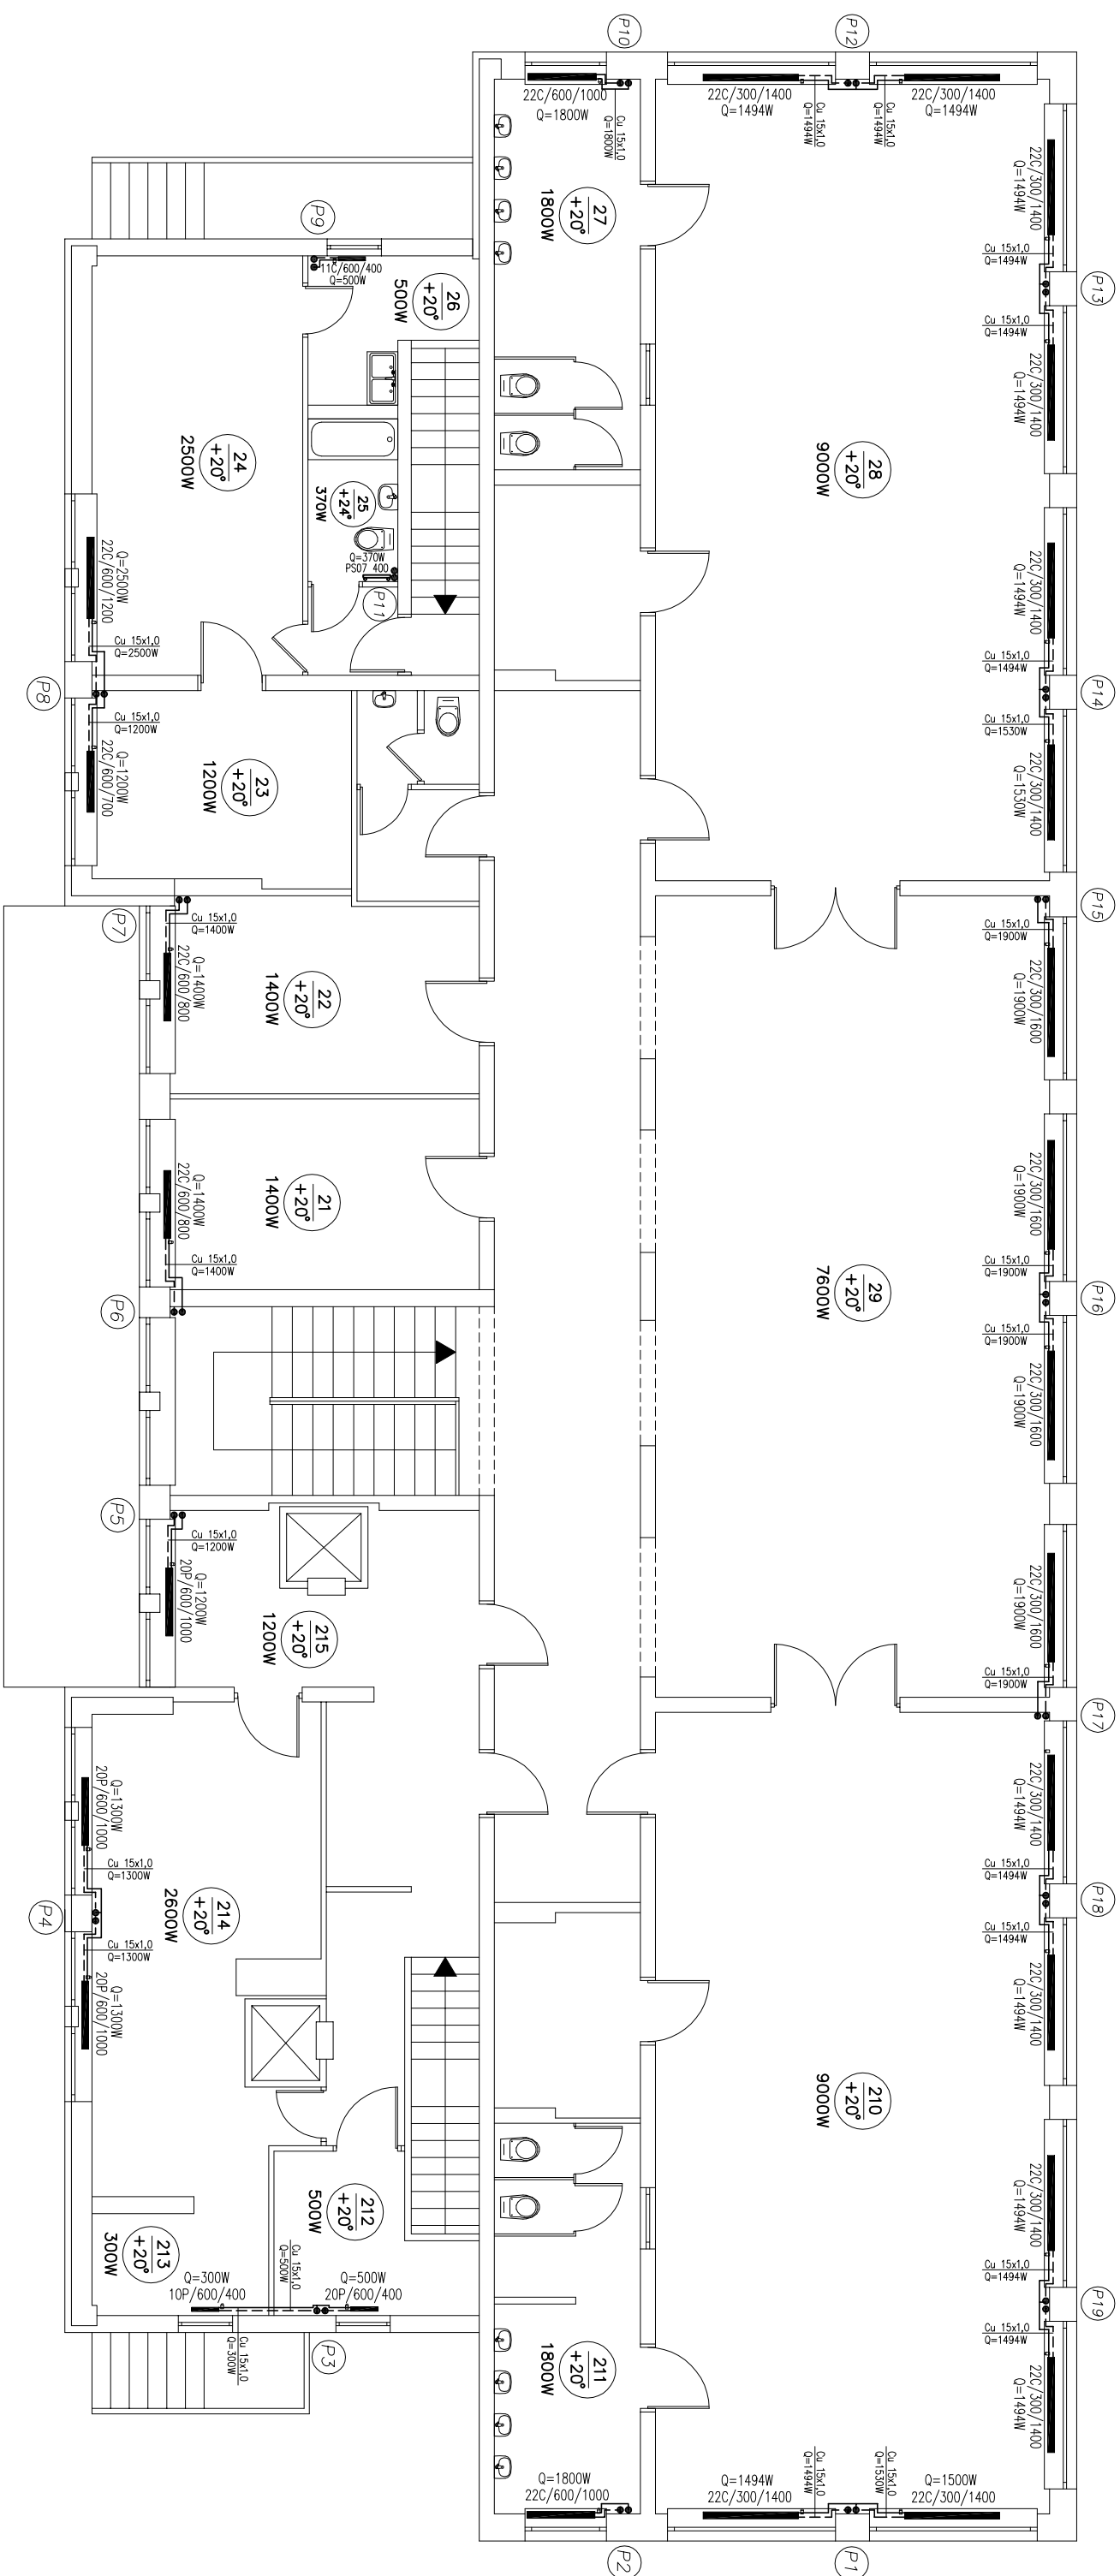 P10
P12
22C/600/1000
Q=1800W
Cu 15x1,0
Q=1800W
22C/300/1400
Q=1494W
Cu 15x1,0
Q=1494W
Cu 15x1,0
Q=1494W
22C/300/1400
Q=1494W
22C/300/1400
Q=1494W
Cu 15x1,0
Q=1494W
P13
Cu 15x1,0
Q=1494W
22C/300/1400
Q=1494W
27
+20°
1800W
P9
11C/600/400
Q=500W
26
+20°
500W
28
+20°
9000W
24
+20°
2500W
25
+24°
370W
Q=370W
PS07 400
P11
22C/300/1400
Q=1494W
Cu 15x1,0
Q=1494W
P14
Cu 15x1,0
Q=1530W
22C/300/1400
Q=1530W
Q=2500W
22C/600/1200
Cu 15x1,0
Q=2500W
P8
Cu 15x1,0
Q=1200W
Q=1200W
22C/600/700
23
+20°
1200W
P15
Cu 15x1,0
Q=1900W
22C/300/1600
Q=1900W
P7
Cu 15x1,0
Q=1400W
Q=1400W
22C/600/800
22
+20°
1400W
22C/300/1600
Q=1900W
Cu 15x1,0
Q=1900W
P16
Cu 15x1,0
Q=1900W
22C/300/1600
Q=1900W
29
+20°
7600W
21
+20°
1400W
Q=1400W
22C/600/800
Cu 15x1,0
Q=1400W
P6
P5
Cu 15x1,0
Q=1200W
Q=1200W
20P/600/1000
215
+20°
1200W
22C/300/1600
Q=1900W
Cu 15x1,0
Q=1900W
P17
22C/300/1400
Q=1494W
Cu 15x1,0
Q=1494W
P18
Cu 15x1,0
Q=1494W
22C/300/1400
Q=1494W
Q=1300W
20P/600/1000
Cu 15x1,0
Q=1300W
P4
Cu 15x1,0
Q=1300W
Q=1300W
20P/600/1000
214
+20°
2600W
210
+20°
9000W
212
+20°
500W
213
+20°
300W
Q=300W
10P/600/400
Cu 15x1,0
Q=500W
Q=500W
20P/600/400
Cu 15x1,0
Q=300W
P3
22C/300/1400
Q=1494W
Cu 15x1,0
Q=1494W
P19
Cu 15x1,0
Q=1494W
22C/300/1400
Q=1494W
211
+20°
1800W
Q=1800W
22C/600/1000
Q=1494W
22C/300/1400
Cu 15x1,0
Q=1494W
Cu 15x1,0
Q=1530W
Q=1500W
22C/300/1400
P2
P1